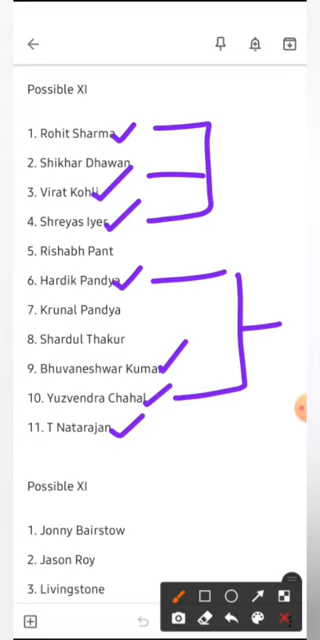 Possible XI
1. Rohit Sharma
2. Shikhar Dhawan
3. Virat Kohli
4. Shreyas Iyer
5. Rishabh Pant
6. Hardik Pandya
7. Krunal Pandya
8. Shardul Thakur
9. Bhuvaneshwar Kumar
10. Yuzvendra Chahal
11. T Natarajan
Possible XI
1. Jonny Bairstow
2. Jason Roy
3. Livingstone